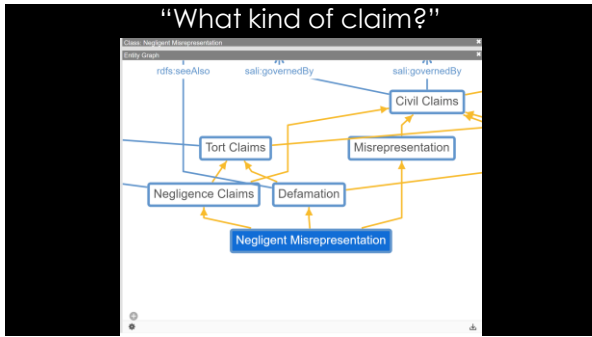 “What kind of claim?”
Class: Negligent Misrepresentation
Entity Graph
rdfs:seeAlso sali:governedBy sali:governedBy
Civil Claims
Tort Claims Misrepresentation
Negligence Claims Defamation
Negligent Misrepresentation